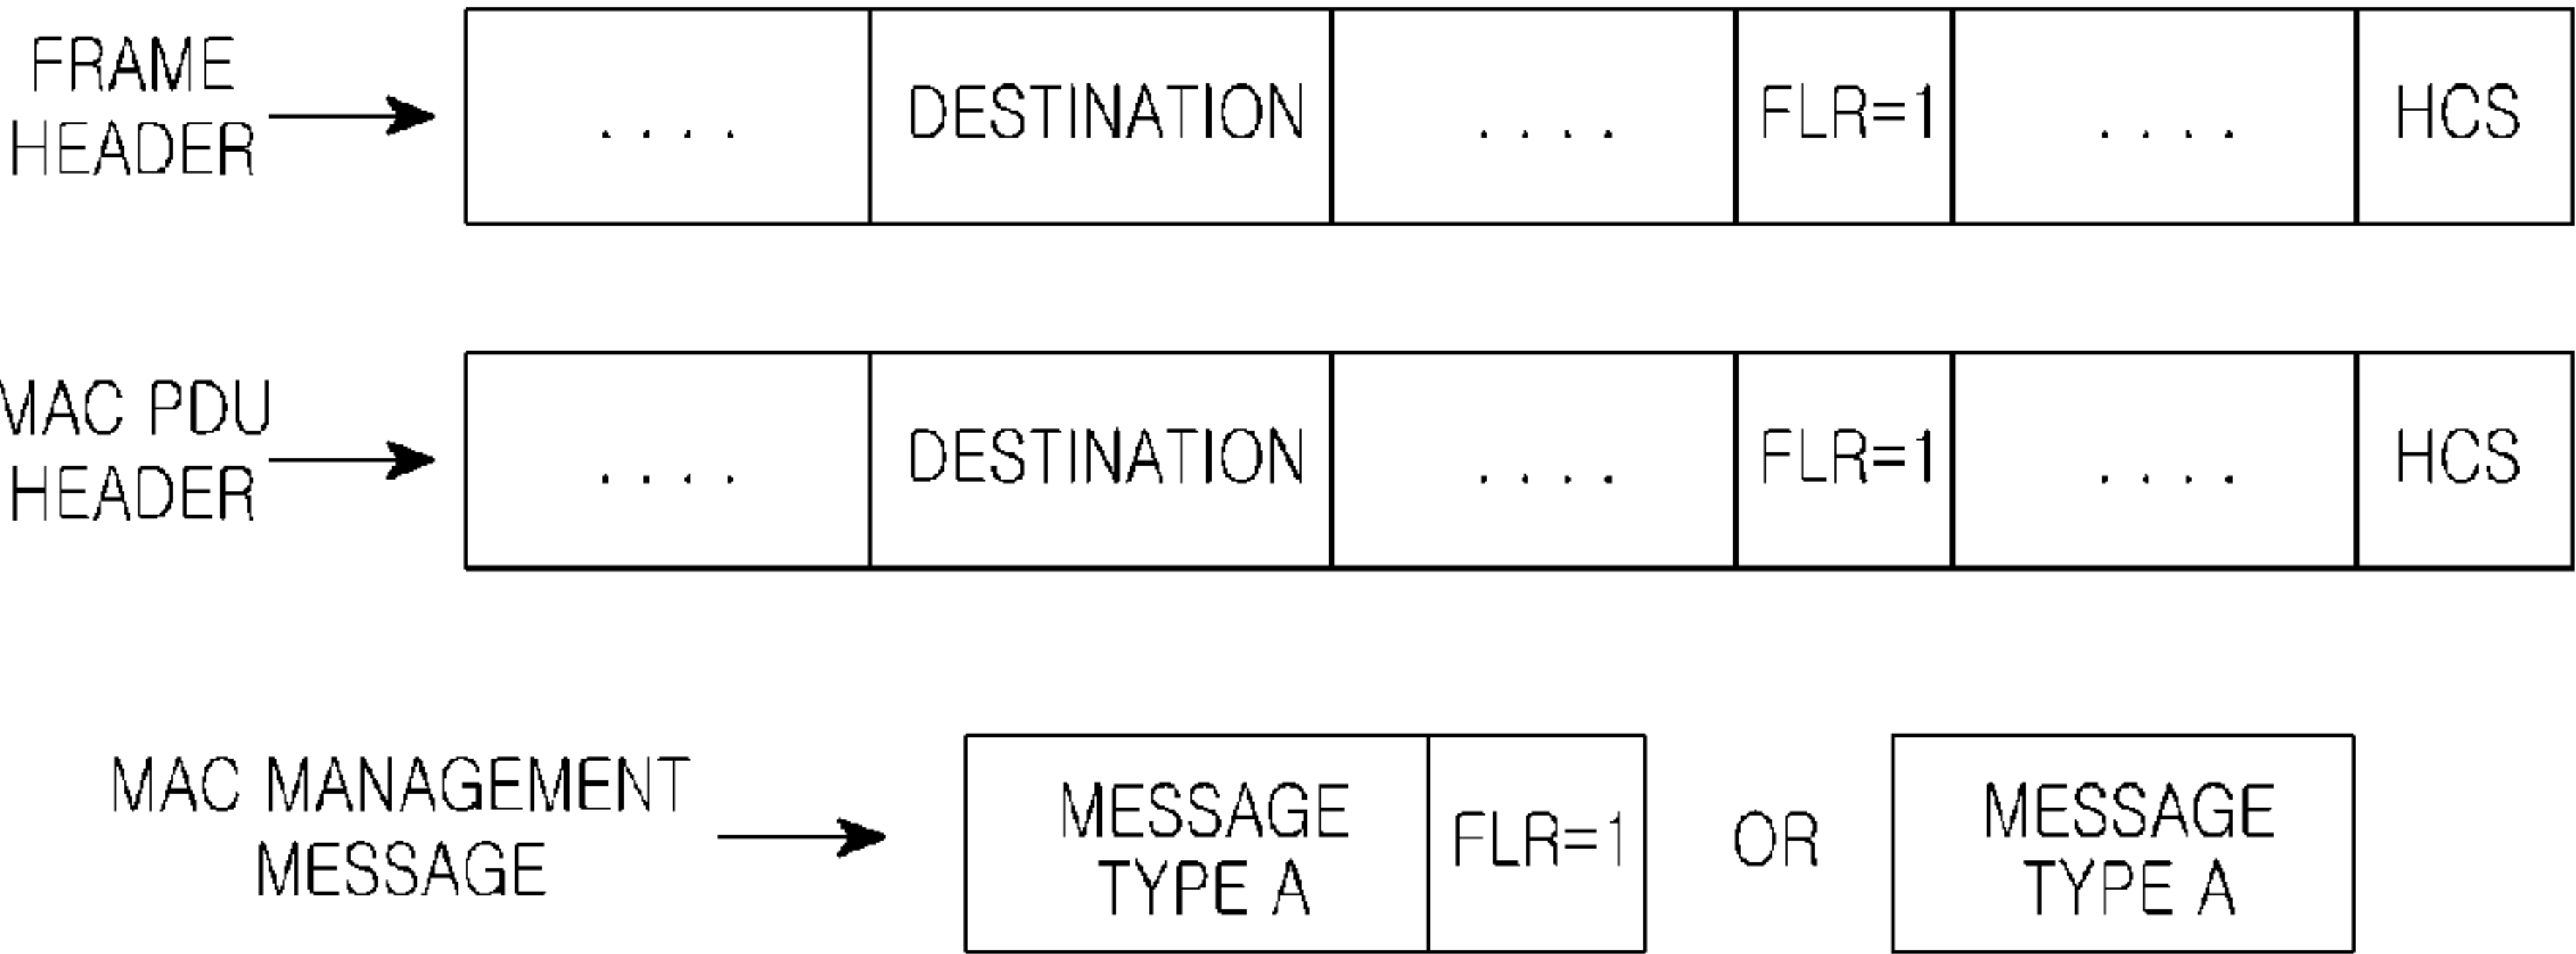 FRAME
HEADER
.... DESTINATION .... FLR=1 .... HCS
MAC PDU
HEADER
.... DESTINATION .... FLR=1 .... HCS
MAC MANAGEMENT
MESSAGE
MESSAGE
TYPE A
FLR=1
OR
MESSAGE
TYPE A